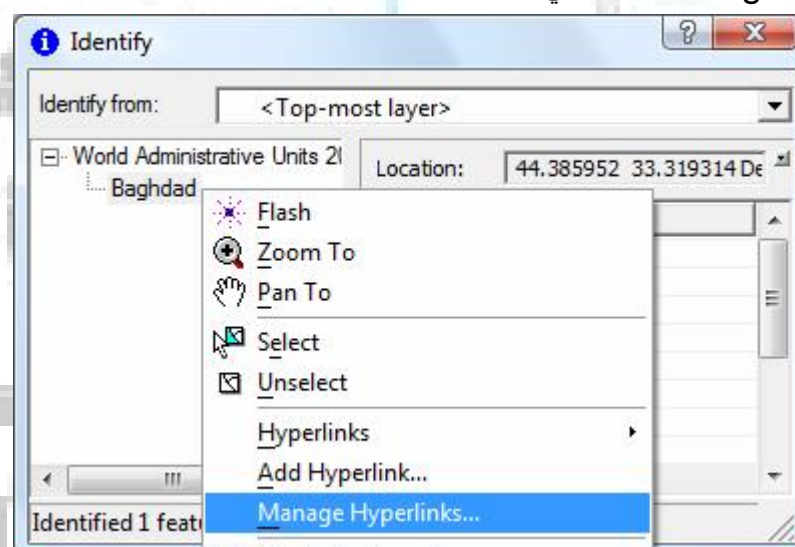 Identify
Identify from: <Top-most layer>
World Administrative Units 2
Location: 44.385952 33.319314 De
Baghdad
Flash
Zoom To
Pan To
Select
Unselect
Hyperlinks
Add Hyperlink...
Manage Hyperlinks...
Identified 1 feat